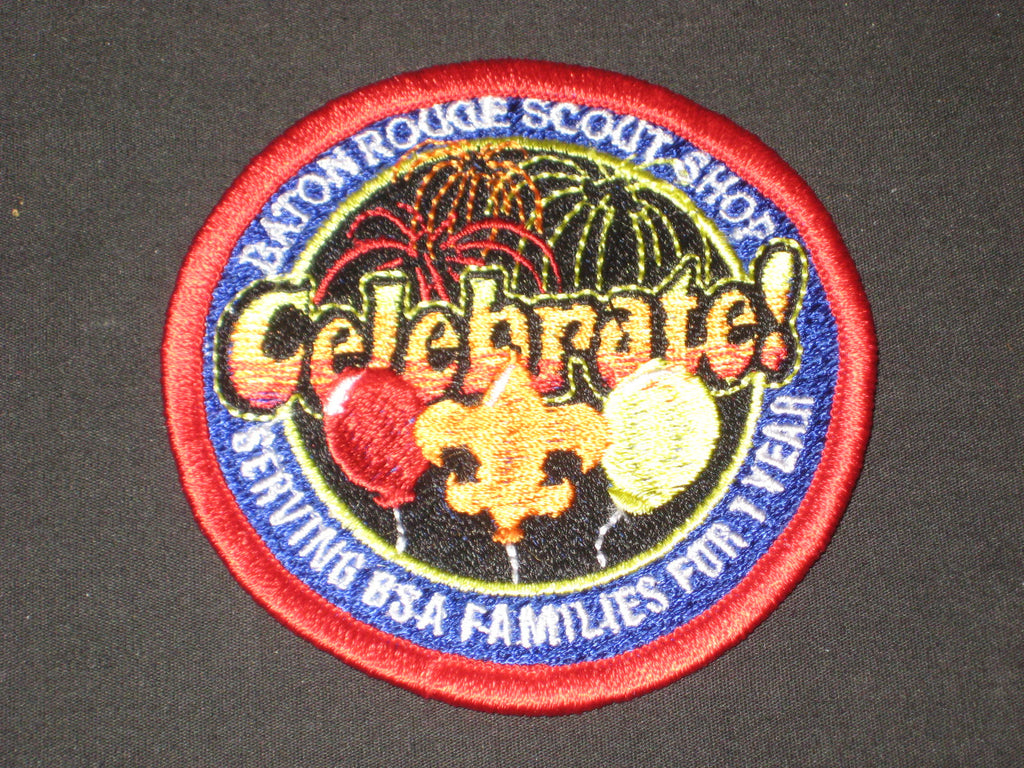 BATON ROUGE SCOUT SHOP
Celebrate!
SERVING BSA FAMILIES FOR 1 YEAR